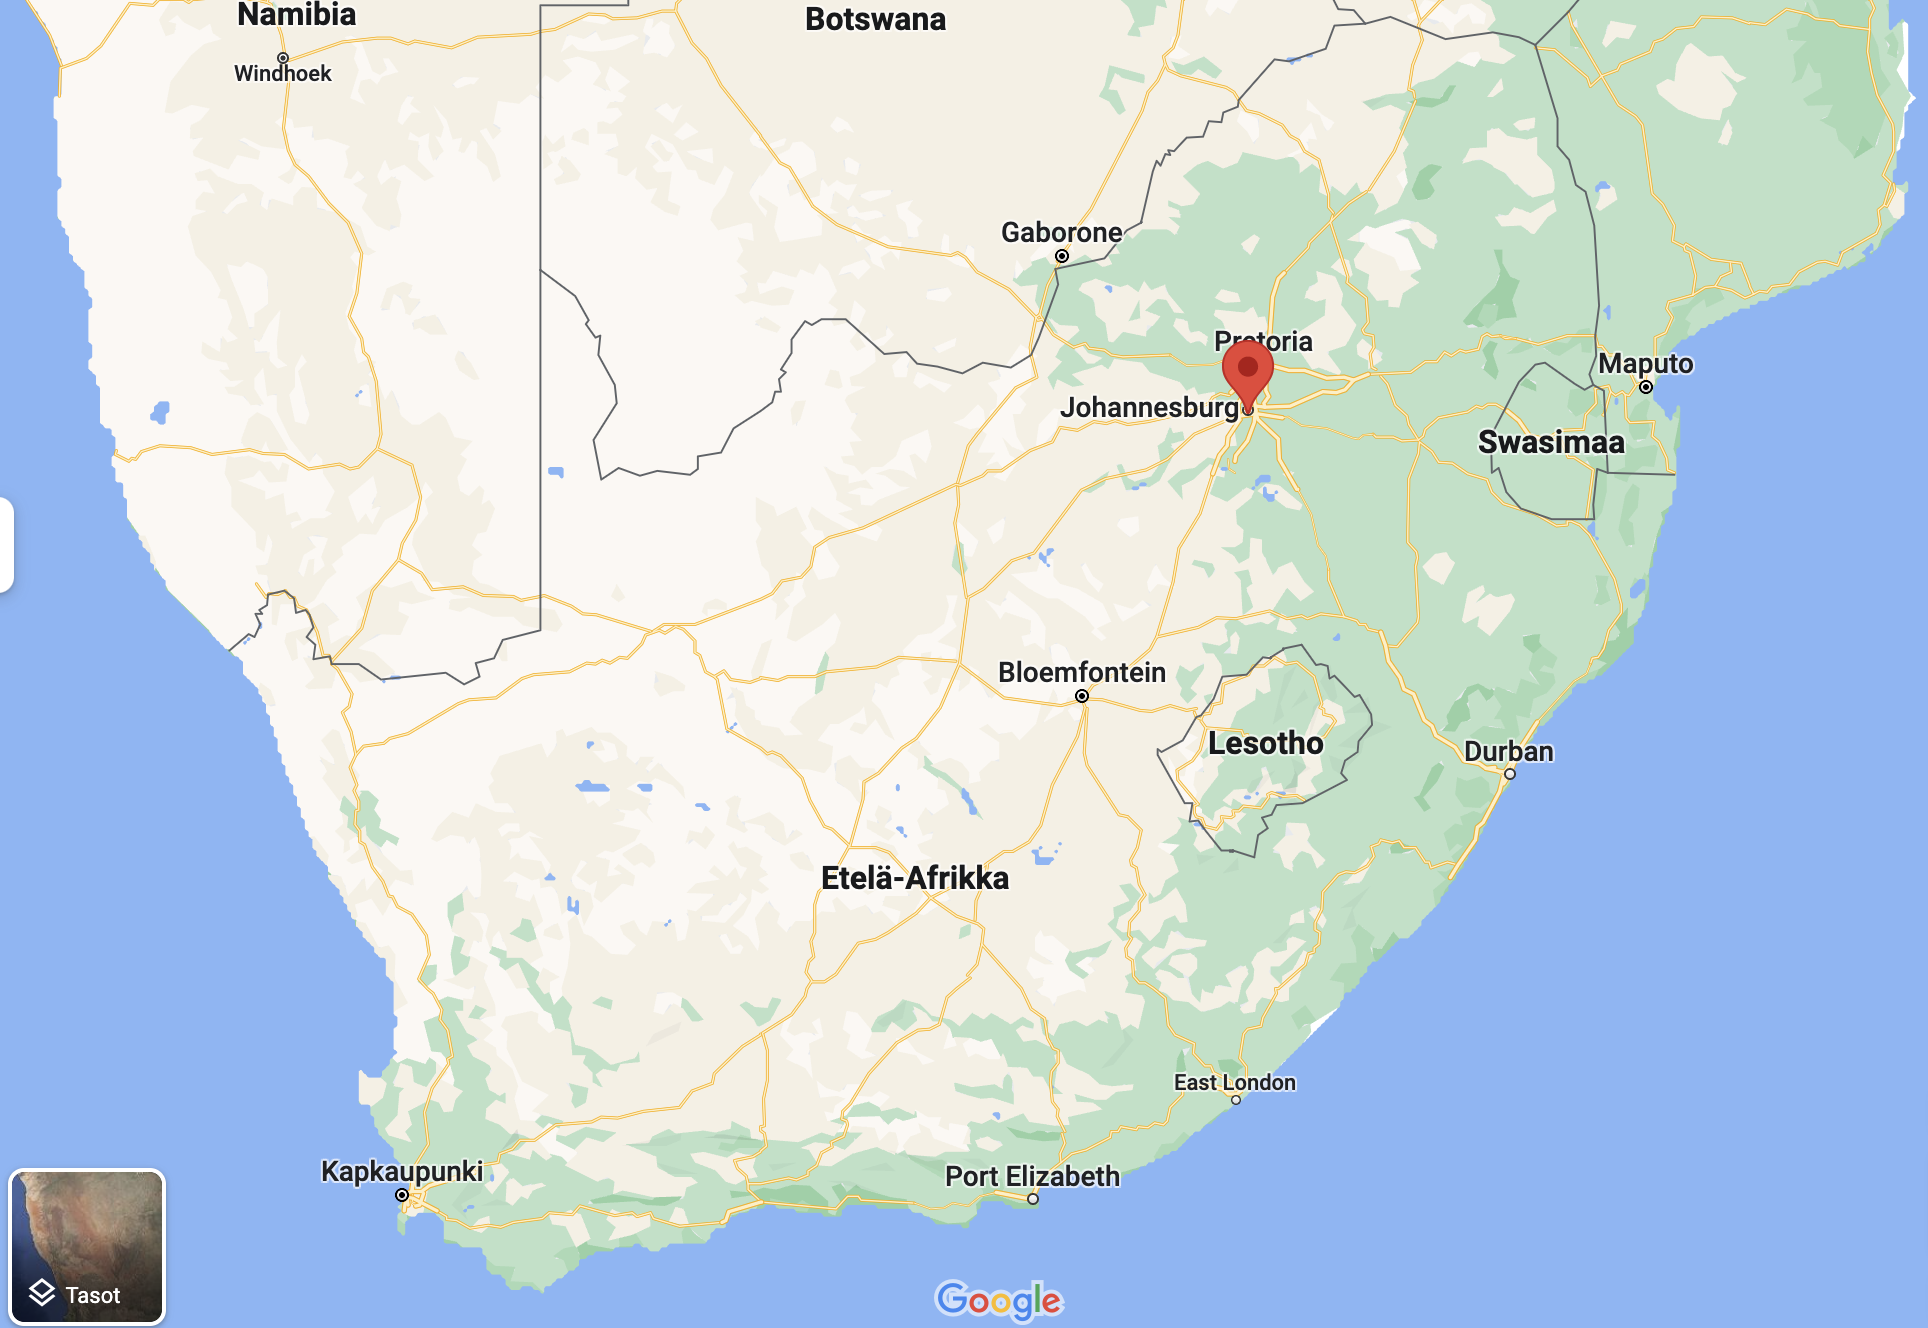 Namibia
Botswana
Windhoek
Gaborone
Pretoria
Maputo
Johannesburg
Swasimaa
Bloemfontein
Lesotho
Durban
Etelä-Afrikka
East London
Kapkaupunki
Port Elizabeth
Tasot
Google